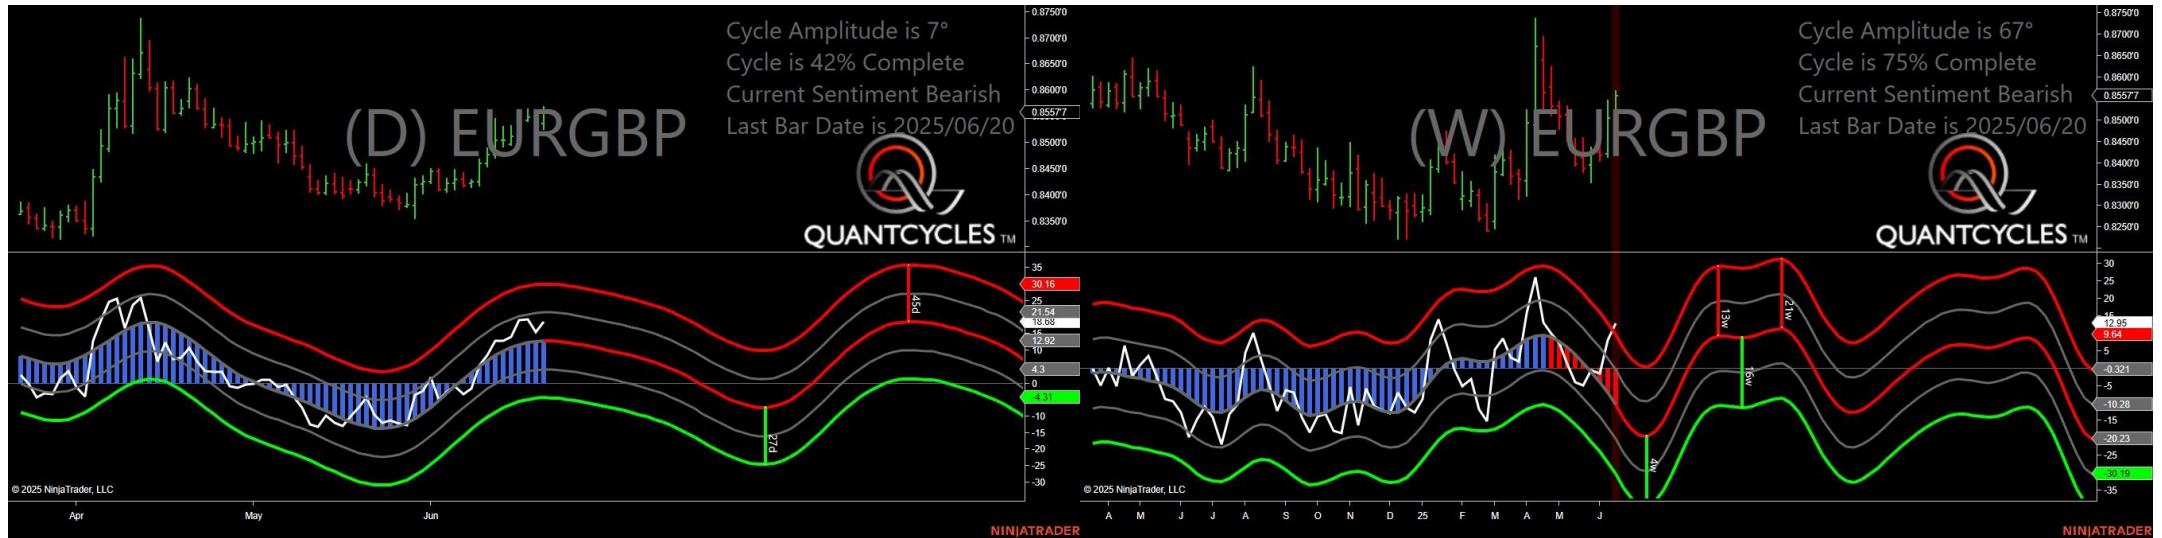 Cycle Amplitude is 7°
Cycle is 42% Complete
Current Sentiment Bearish
Last Bar Date is 2025/06/20
(D) EURGBP
QUANTCYCLES TM
0.8750'0
0.8700'0
0.8650'0
0.8600'0
0.85577
0.8500'0
0.8450'0
0.8400'0
0.8350'0
35
30.16
25
21.54
18.68
15
12.92
10
4.3
0
-4.31
-10
-15
-20
-25
-30
45d
27d
© 2025 NinjaTrader, LLC
Apr May Jun
NINJATRADER
Cycle Amplitude is 67°
Cycle is 75% Complete
Current Sentiment Bearish
Last Bar Date is 2025/06/20
(W) EURGBP
QUANTCYCLES TM
0.8750'0
0.8700'0
0.8650'0
0.8600'0
0.85577
0.8500'0
0.8450'0
0.8400'0
0.8350'0
0.8300'0
0.8250'0
30
25
20
15
12.95
9.64
5
-0.321
-5
-10.28
-15
-20.23
-25
-30.19
-35
13w
21w
16w
4w
© 2025 NinjaTrader, LLC
A M J J A S O N D 25 F M A M J
NINJATRADER